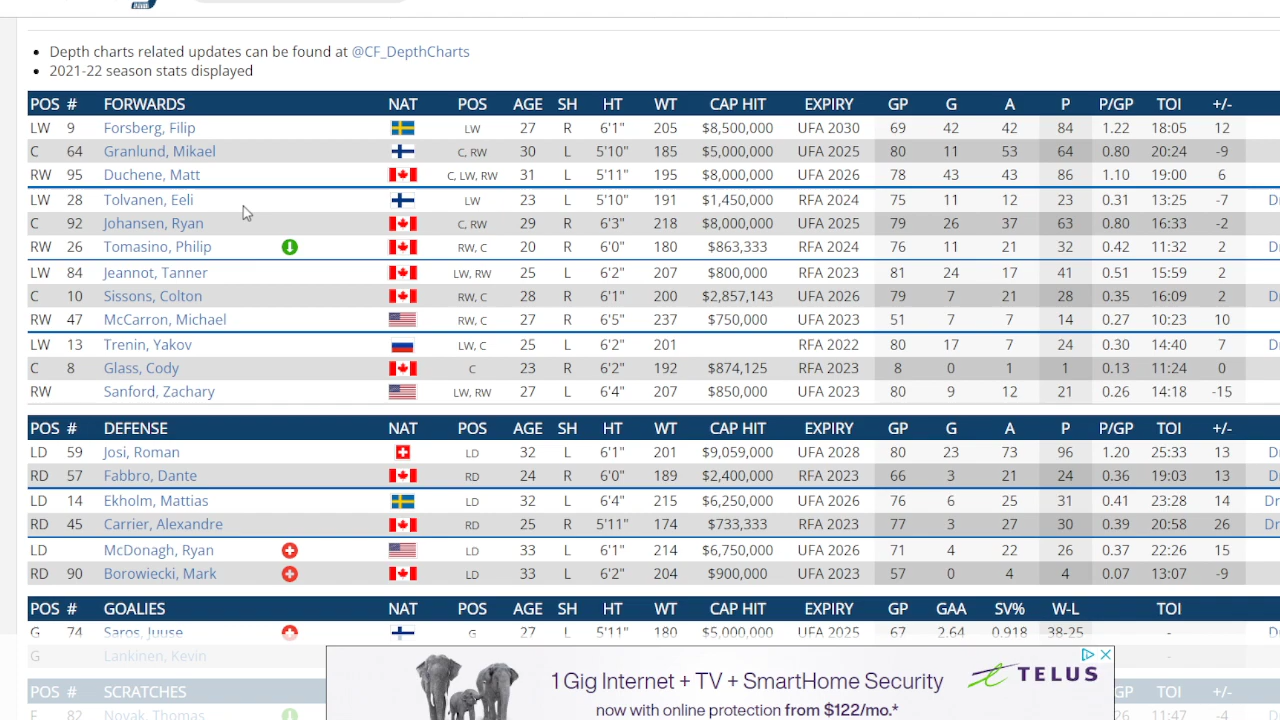 Depth charts related updates can be found at @CF_DepthCharts
2021-22 season stats displayed
POS # FORWARDS NAT POS AGE SH HT WT CAP HIT EXPIRY GP G A P P/GP TOI +/-
LW 9 Forsberg, Filip LW 27 R 6'1" 205 $8,500,000 UFA 2030 69 42 42 84 1.22 18:05 12
C 64 Granlund, Mikael C, RW 30 L 5'10" 185 $5,000,000 UFA 2025 80 11 53 64 0.80 20:24 -9
RW 95 Duchene, Matt C, LW, RW 31 L 5'11" 195 $8,000,000 UFA 2026 78 43 43 86 1.10 19:00 6
LW 28 Tolvanen, Eeli LW 23 L 5'10" 191 $1,450,000 RFA 2024 75 11 12 23 0.31 13:25 -7 D
C 92 Johansen, Ryan C, RW 29 R 6'3" 218 $8,000,000 UFA 2025 79 26 37 63 0.80 16:33 -2
RW 26 Tomasino, Philip RW, C 20 R 6'0" 180 $863,333 RFA 2024 76 11 21 32 0.42 11:32 2 D
LW 84 Jeannot, Tanner LW, RW 25 L 6'2" 207 $800,000 RFA 2023 81 24 17 41 0.51 15:59 2
C 10 Sissons, Colton RW, C 28 R 6'1" 200 $2,857,143 UFA 2026 79 7 21 28 0.35 16:09 2 D
RW 47 McCarron, Michael RW, C 27 R 6'5" 237 $750,000 UFA 2023 51 7 7 14 0.27 10:23 10
LW 13 Trenin, Yakov LW, C 25 L 6'2" 201 RFA 2022 80 17 7 24 0.30 14:40 7 D
C 8 Glass, Cody C 23 R 6'2" 192 $874,125 RFA 2023 8 0 1 1 0.13 11:24 0
RW Sanford, Zachary LW, RW 27 L 6'4" 207 $850,000 UFA 2023 80 9 12 21 0.26 14:18 -15
POS # DEFENSE NAT POS AGE SH HT WT CAP HIT EXPIRY GP G A P P/GP TOI +/-
LD 59 Josi, Roman LD 32 L 6'1" 201 $9,059,000 UFA 2028 80 23 73 96 1.20 25:33 13 D
RD 57 Fabbro, Dante RD 24 R 6'0" 189 $2,400,000 RFA 2023 66 3 21 24 0.36 19:03 13 D
LD 14 Ekholm, Mattias LD 32 L 6'4" $6,250,000 UFA 2026 76 6 25 31 0.41 23:28 14 Dr
RD 45 Carrier, Alexandre RD 25 R 5'11" 174 $733,333 RFA 2023 77 3 27 30 0.39 20:58 26 Dr
LD McDonagh, Ryan LD 33 L 6'1" 214 $6,750,000 UFA 2026 71 4 22 26 0.37 22:26 15
RD 90 Borowiecki, Mark LD 33 L 6'2" 204 $900,000 UFA 2023 57 0 4 4 0.07 13:07 -9
POS # GOALIES NAT POS AGE SH HT WT CAP HIT EXPIRY GP GAA SV% W-L TOI
G 74 Saros, Juuse G 27 L 5'11" 180 $5,000,000 UFA 2025 67 2.64 0.918 38-25 - D
G Lankinen, Kevin -
POS # SCRATCHES GP TOI +/-
F 82 Novak, Thomas 11:47 -4
1 Gig Internet + TV + SmartHome Security
now with online protection from $122/mo.*
TELUS